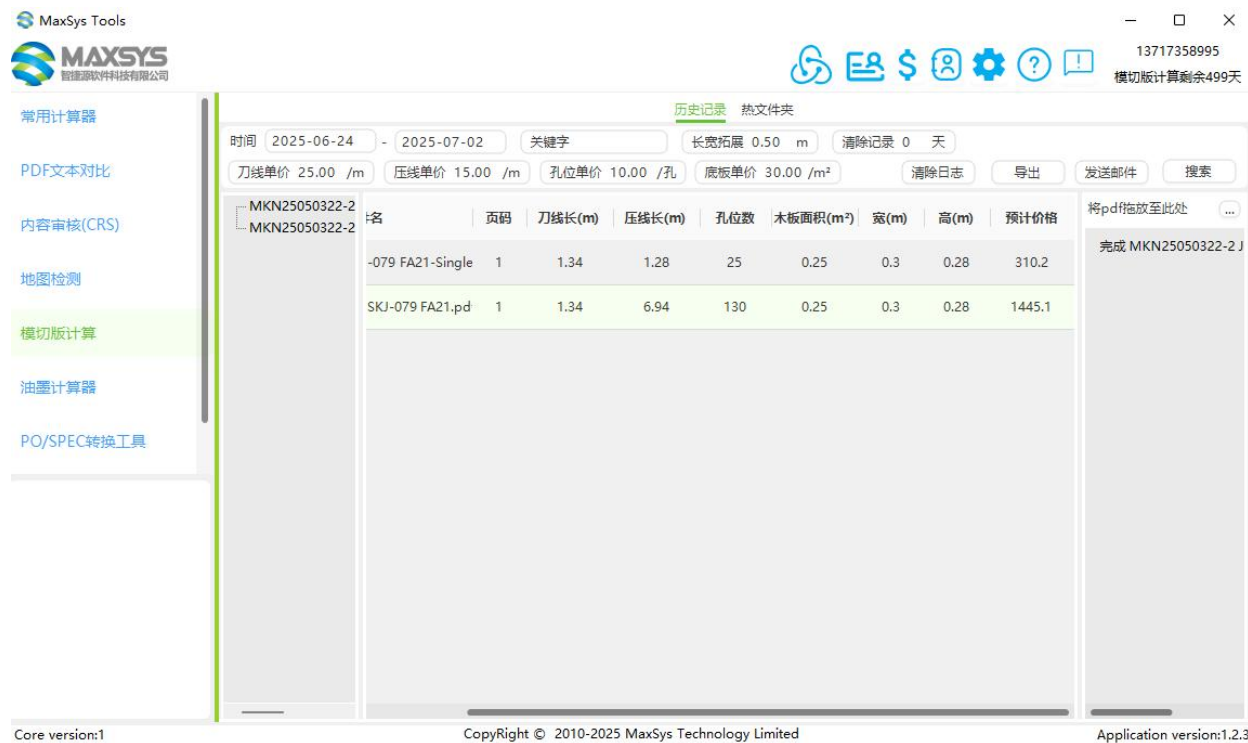 MaxSys Tools
MAXSYS
智捷源软件科技有限公司
13717358995
模切版计算剩余499天
常用计算器
PDF文本对比
内容审核(CRS)
地图检测
模切版计算
油墨计算器
PO/SPEC转换工具
历史记录 热文件夹
时间 2025-06-24 - 2025-07-02 关键字 长宽拓展 0.50 m 清除记录 0 天
刀线单价 25.00 /m 压线单价 15.00 /m 孔位单价 10.00 /孔 底板单价 30.00 /m² 清除日志 导出 发送邮件 搜索
MKN25050322-2
MKN25050322-2
名 页码 刀线长(m) 压线长(m) 孔位数 木板面积(m²) 宽(m) 高(m) 预计价格
-079 FA21-Single 1 1.34 1.28 25 0.25 0.3 0.28 310.2
SKJ-079 FA21.pd 1 1.34 6.94 130 0.25 0.3 0.28 1445.1
将pdf拖放至此处 ...
完成 MKN25050322-2 J
Core version:1
CopyRight © 2010-2025 MaxSys Technology Limited
Application version:1.2.3